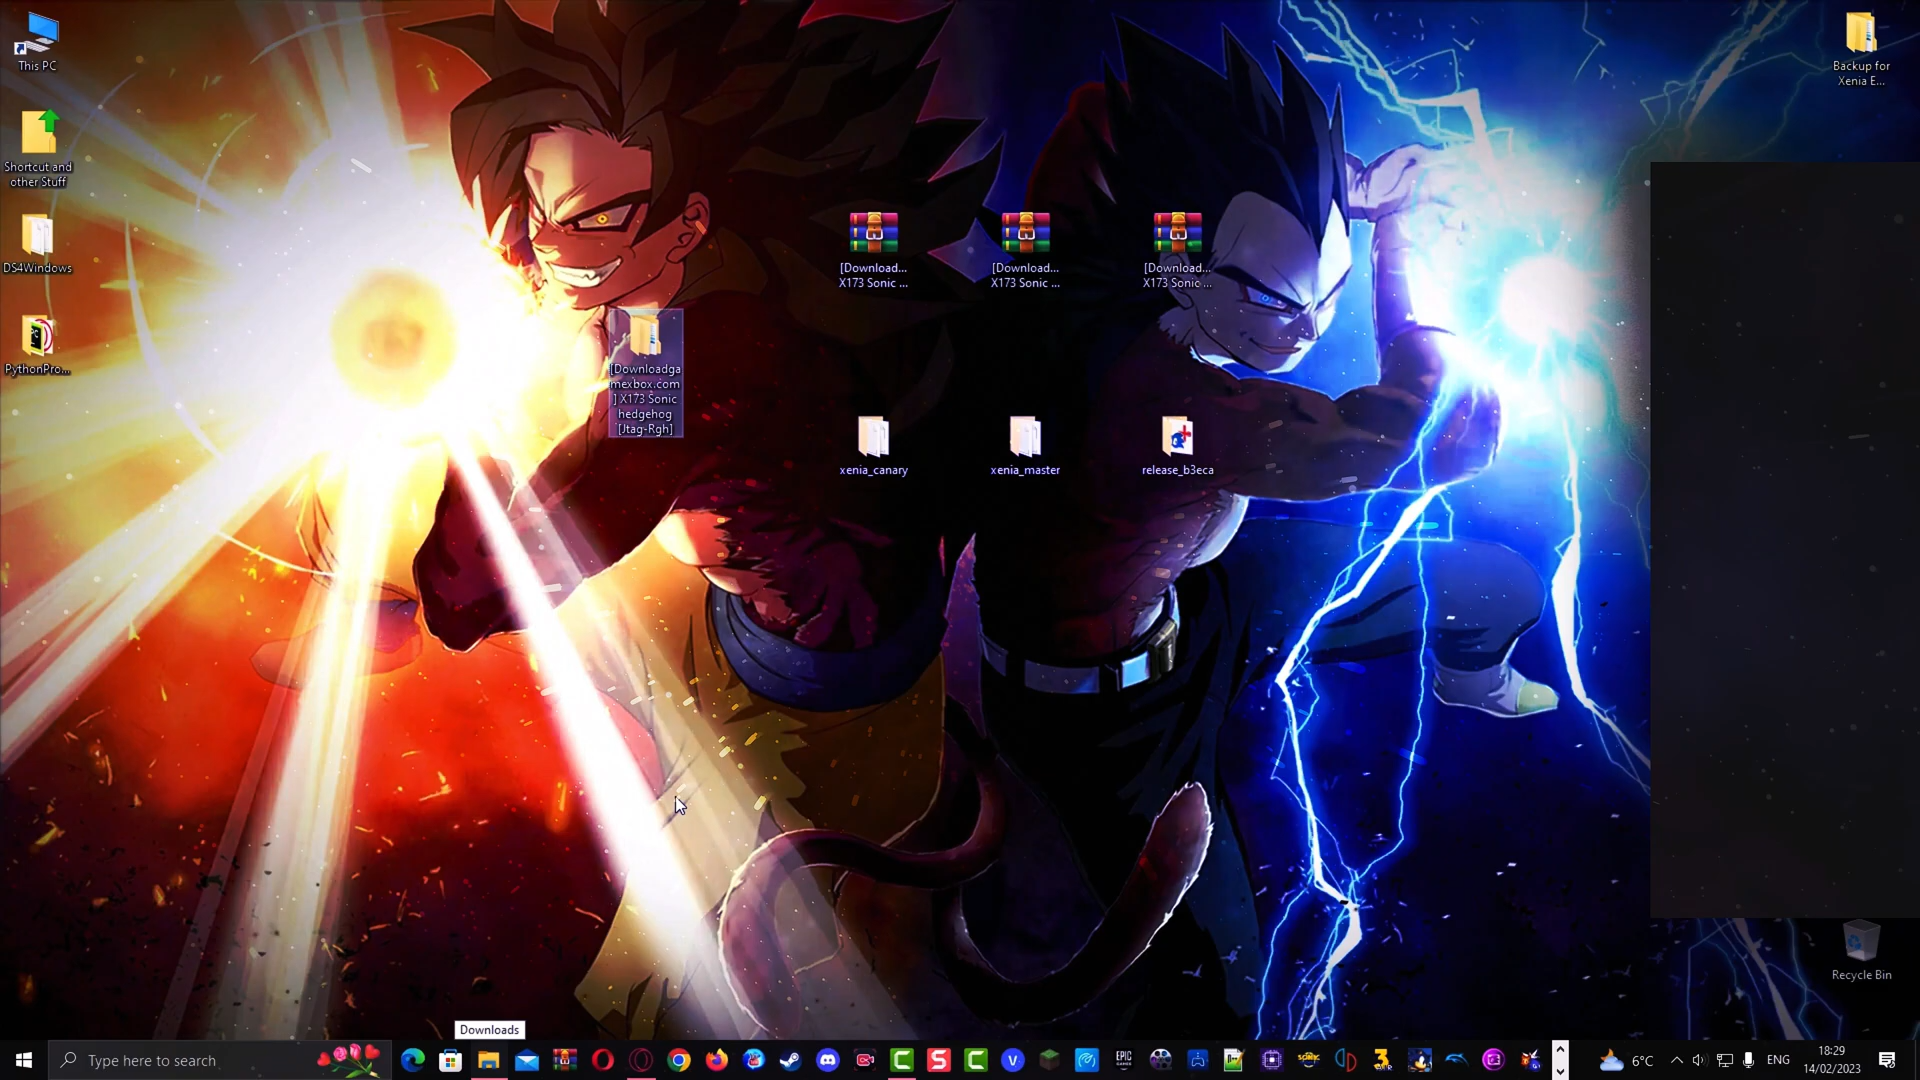 This PC
Shortcut and
other Stuff
DS4Windows
PythonPro...
[Downloadga
mexbox.com
] X173 Sonic
hedgehog
[Jtag-Rgh]
[Download...
X173 Sonic ...
[Download...
X173 Sonic ...
[Download...
X173 Sonic ...
xenia_canary
xenia_master
release_b3eca
Backup for
Xenia E...
Recycle Bin
Downloads
Type here to search
6°C
ENG
18:29
14/02/2023